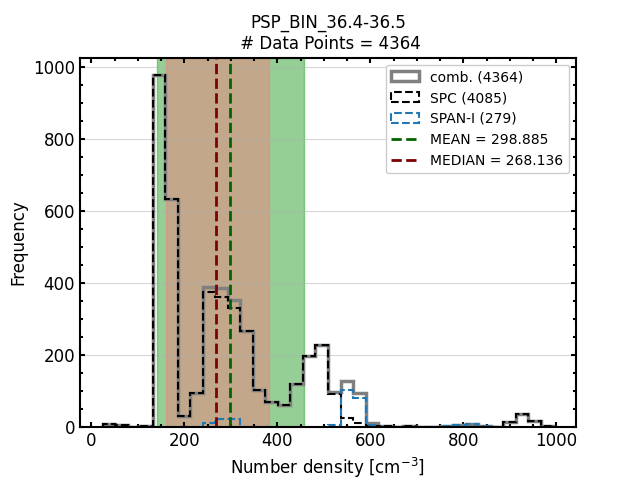 PSP_BIN_36.4-36.5
# Data Points = 4364
comb. (4364)
SPC (4085)
SPAN-I (279)
MEAN = 298.885
MEDIAN = 268.136
Frequency
1000
800
600
400
200
0
0 200 400 600 800 1000
Number density [cm⁻³]